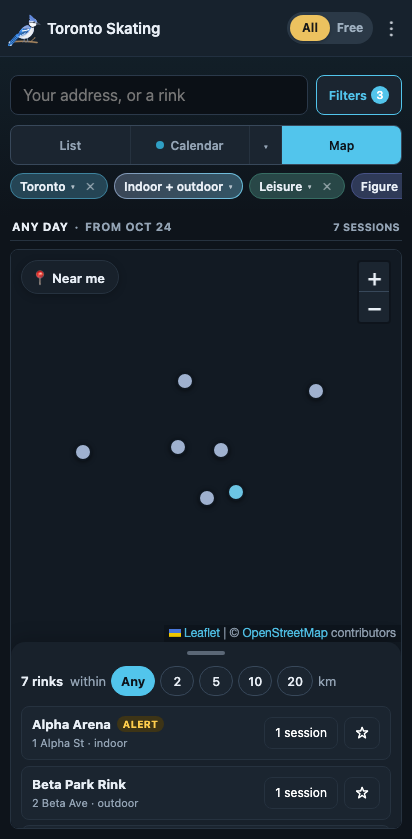 Toronto Skating
All Free
Your address, or a rink
Filters 3
List Calendar Map
Toronto Indoor + outdoor Leisure Figure
ANY DAY · FROM OCT 24 7 SESSIONS
Near me
+
−
Leaflet | © OpenStreetMap contributors
7 rinks within Any 2 5 10 20 km
Alpha Arena ALERT
1 Alpha St · indoor
1 session
Beta Park Rink
2 Beta Ave · outdoor
1 session